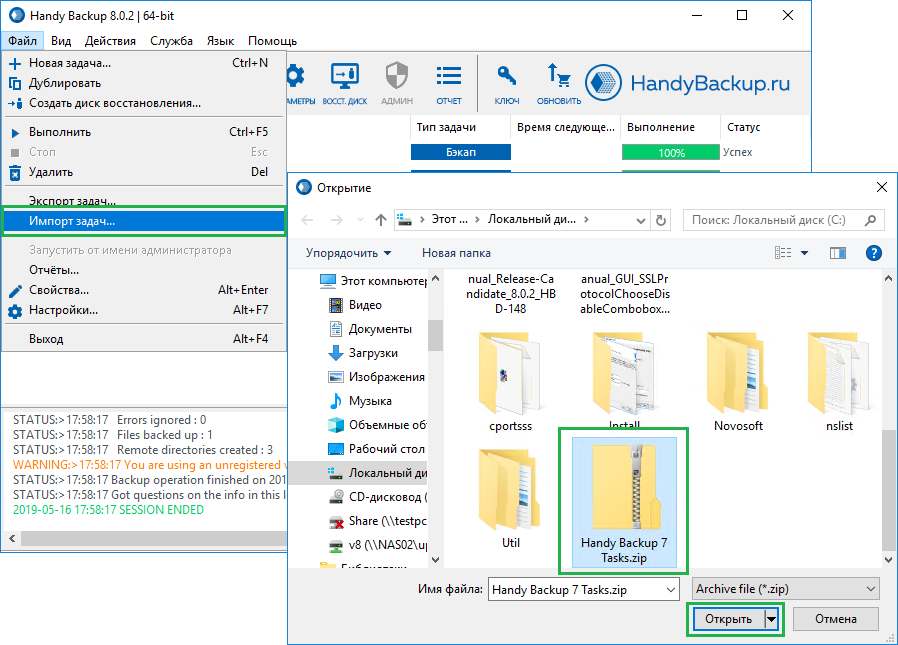 Handy Backup 8.0.2 | 64-bit
Файл Вид Действия Служба Язык Помощь
Новая задача... Ctrl+N
Дублировать
Создать диск восстановления...
Выполнить Ctrl+F5
Стоп Esc
Удалить Del
Экспорт задач...
Импорт задач...
Запустить от имени администратора
Отчёты...
Свойства... Alt+Enter
Настройки... Alt+F7
Выход Alt+F4
АМЕТРЫ ВОССТ. ДИСК АДМИН ОТЧЕТ КЛЮЧ ОБНОВИТЬ
HandyBackup.ru
Тип задачи Время следующе... Выполнение Статус
Бэкап 100% Успех
STATUS:> 17:58:17 Errors ignored : 0
STATUS:> 17:58:17 Files backed up : 1
STATUS:> 17:58:17 Remote directories created : 3
WARNING:> 17:58:17 You are using an unregistered v
STATUS:> 17:58:17 Backup operation finished on 201
STATUS:> 17:58:17 Got questions on the info in this l
2019-05-16 17:58:17 SESSION ENDED
Открытие
Этот ... Локальный ди... Поиск: Локальный диск (C:)
Упорядочить Новая папка
Этот компьютер
Видео
Документы
Загрузки
Изображения
Музыка
Объемные об
Рабочий стол
Локальный ди
CD-дисковод (
Share (\\testpc
v8 (\\NAS02\up
Библиотеки
nual_Release-Ca
ndidate_8.0.2_HB
D-148
anual_GUI_SSLPr
otocolChooseDis
ableCombobox...
cportsss
Install
Novosoft
nslist
Util
Handy Backup 7
Tasks.zip
Имя файла: Handy Backup 7 Tasks.zip Archive file (*.zip)
Открыть Отмена